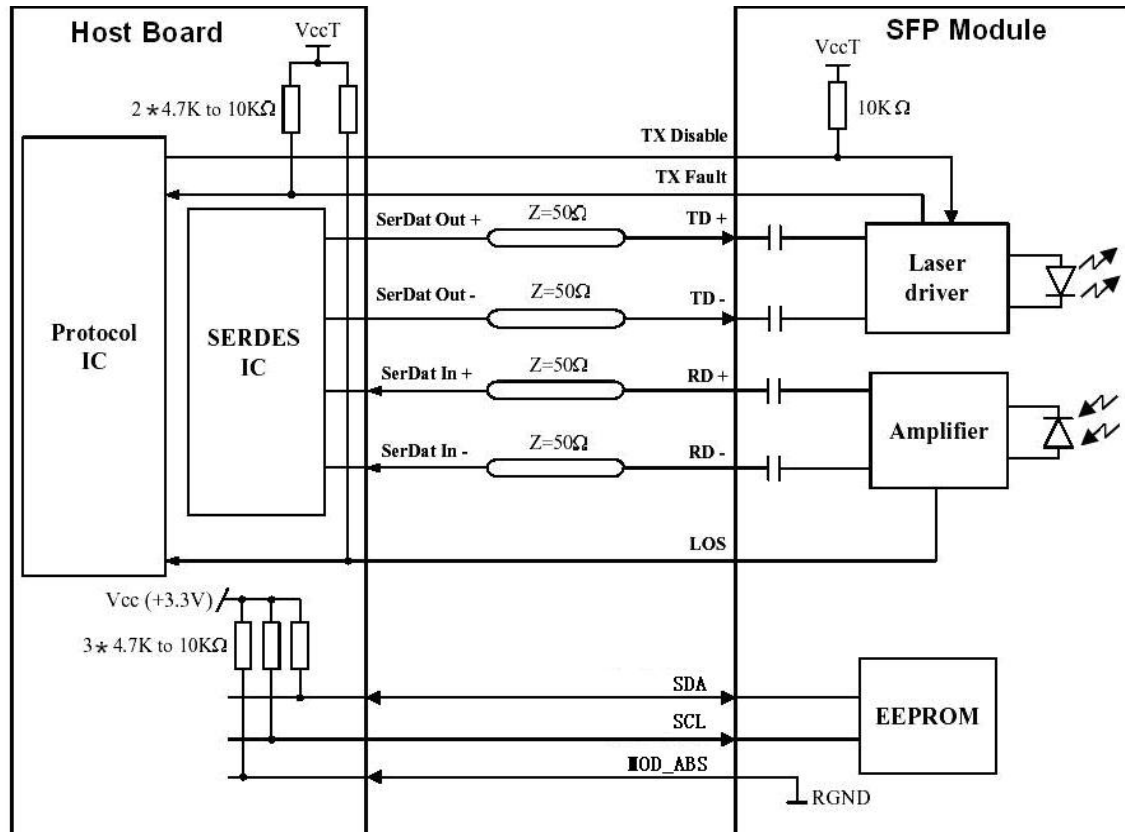 Host Board
SFP Module
VccT
VccT
2*4.7K to 10KΩ
10KΩ
TX Disable
TX Fault
SerDat Out +
Z=50Ω
TD +
SerDat Out -
Z=50Ω
TD -
Laser
driver
Protocol
IC
SERDES
IC
SerDat In +
Z=50Ω
RD +
Amplifier
SerDat In -
Z=50Ω
RD -
LOS
Vcc (+3.3V)
3*4.7K to 10KΩ
SDA
SCL
EEPROM
MOD_ABS
RGND